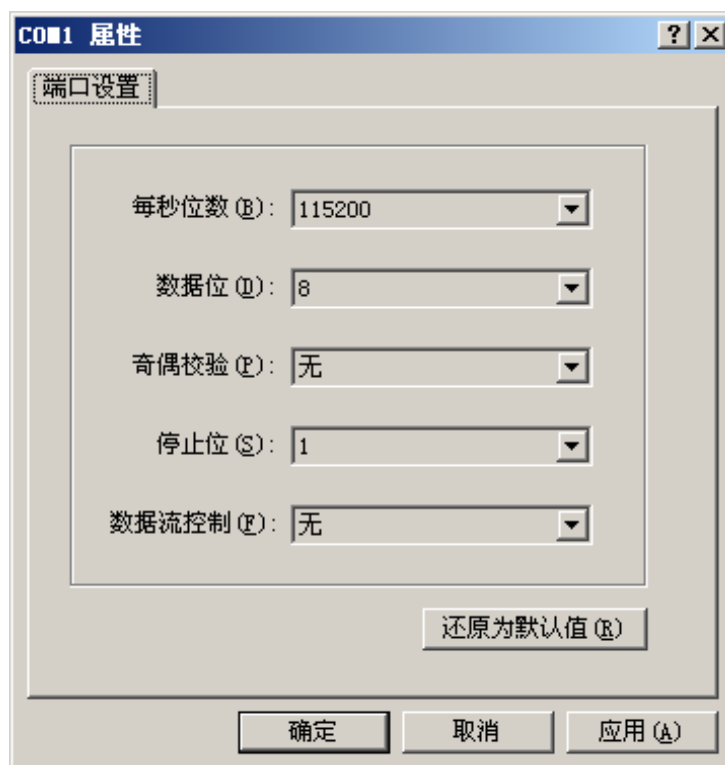 COM1 属性
端口设置
每秒位数(B): 115200
数据位(D): 8
奇偶校验(P): 无
停止位(S): 1
数据流控制(F): 无
还原为默认值(R)
确定 取消 应用(A)